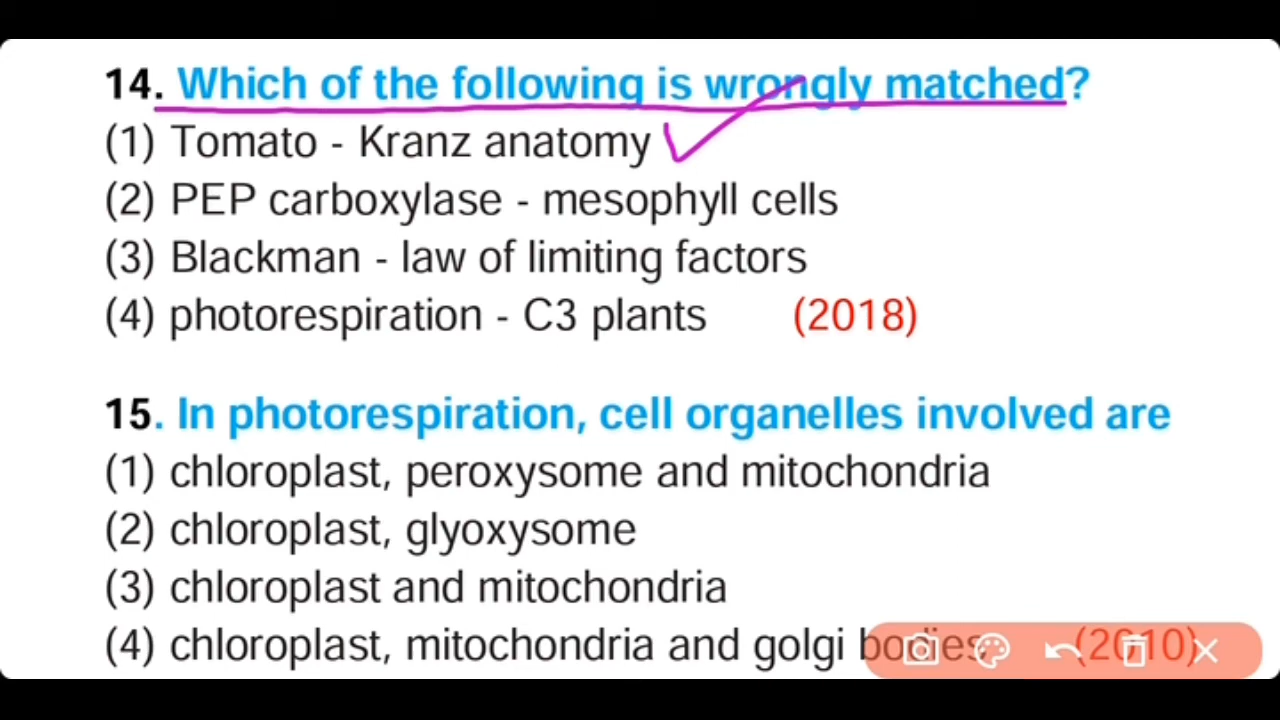 14. Which of the following is wrongly matched?
(1) Tomato - Kranz anatomy
(2) PEP carboxylase - mesophyll cells
(3) Blackman - law of limiting factors
(4) photorespiration - C3 plants (2018)
15. In photorespiration, cell organelles involved are
(1) chloroplast, peroxysome and mitochondria
(2) chloroplast, glyoxysome
(3) chloroplast and mitochondria
(4) chloroplast, mitochondria and golgi bodies (2010)